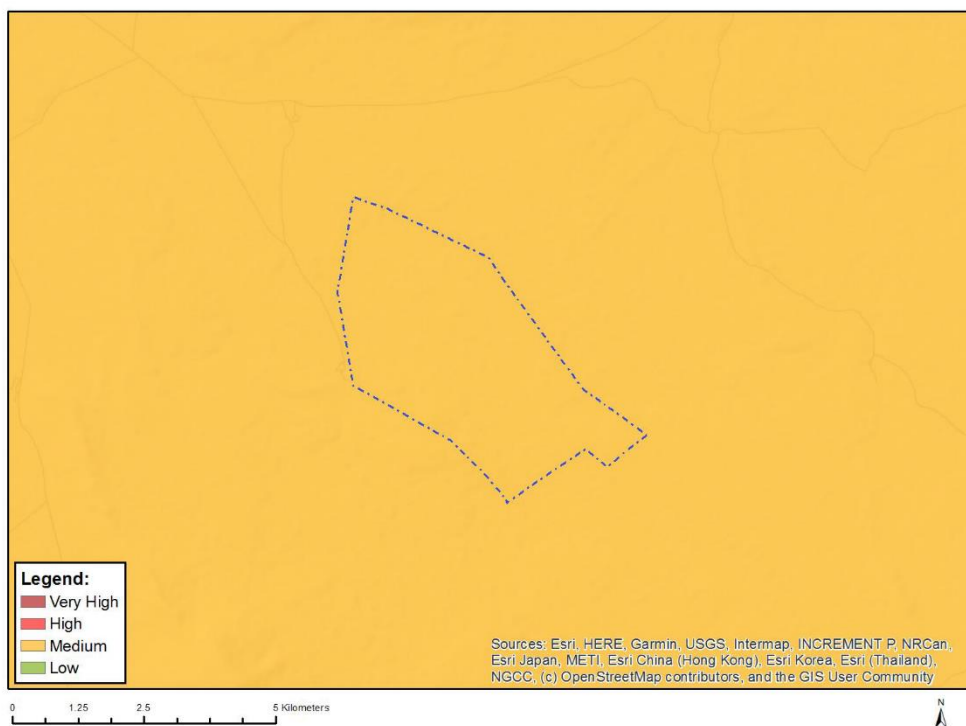 Legend:
Very High
High
Medium
Low
Sources: Esri, HERE, Garmin, USGS, Intermap, INCREMENT P, NRCan,
Esri Japan, METI, Esri China (Hong Kong), Esri Korea, Esri (Thailand),
NGCC, (c) OpenStreetMap contributors, and the GIS User Community
0 1.25 2.5 5 Kilometers
N